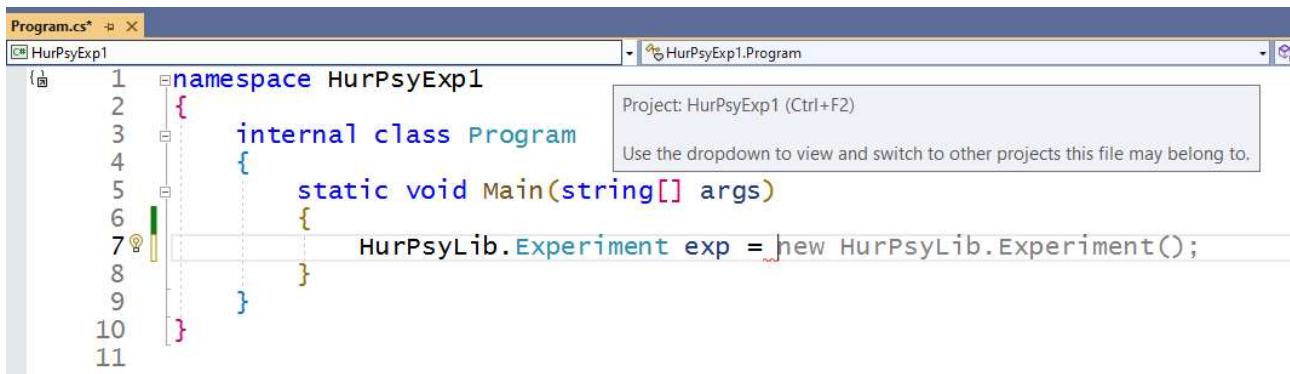 Program.cs*
HurPsyExp1 HurPsyExp1.Program
1 namespace HurPsyExp1
2 {
3 internal class Program
4 {
5 static void Main(string[] args)
6 {
7 HurPsyLib.Experiment exp = new HurPsyLib.Experiment();
8 }
9 }
10 }
11
Project: HurPsyExp1 (Ctrl+F2)
Use the dropdown to view and switch to other projects this file may belong to.